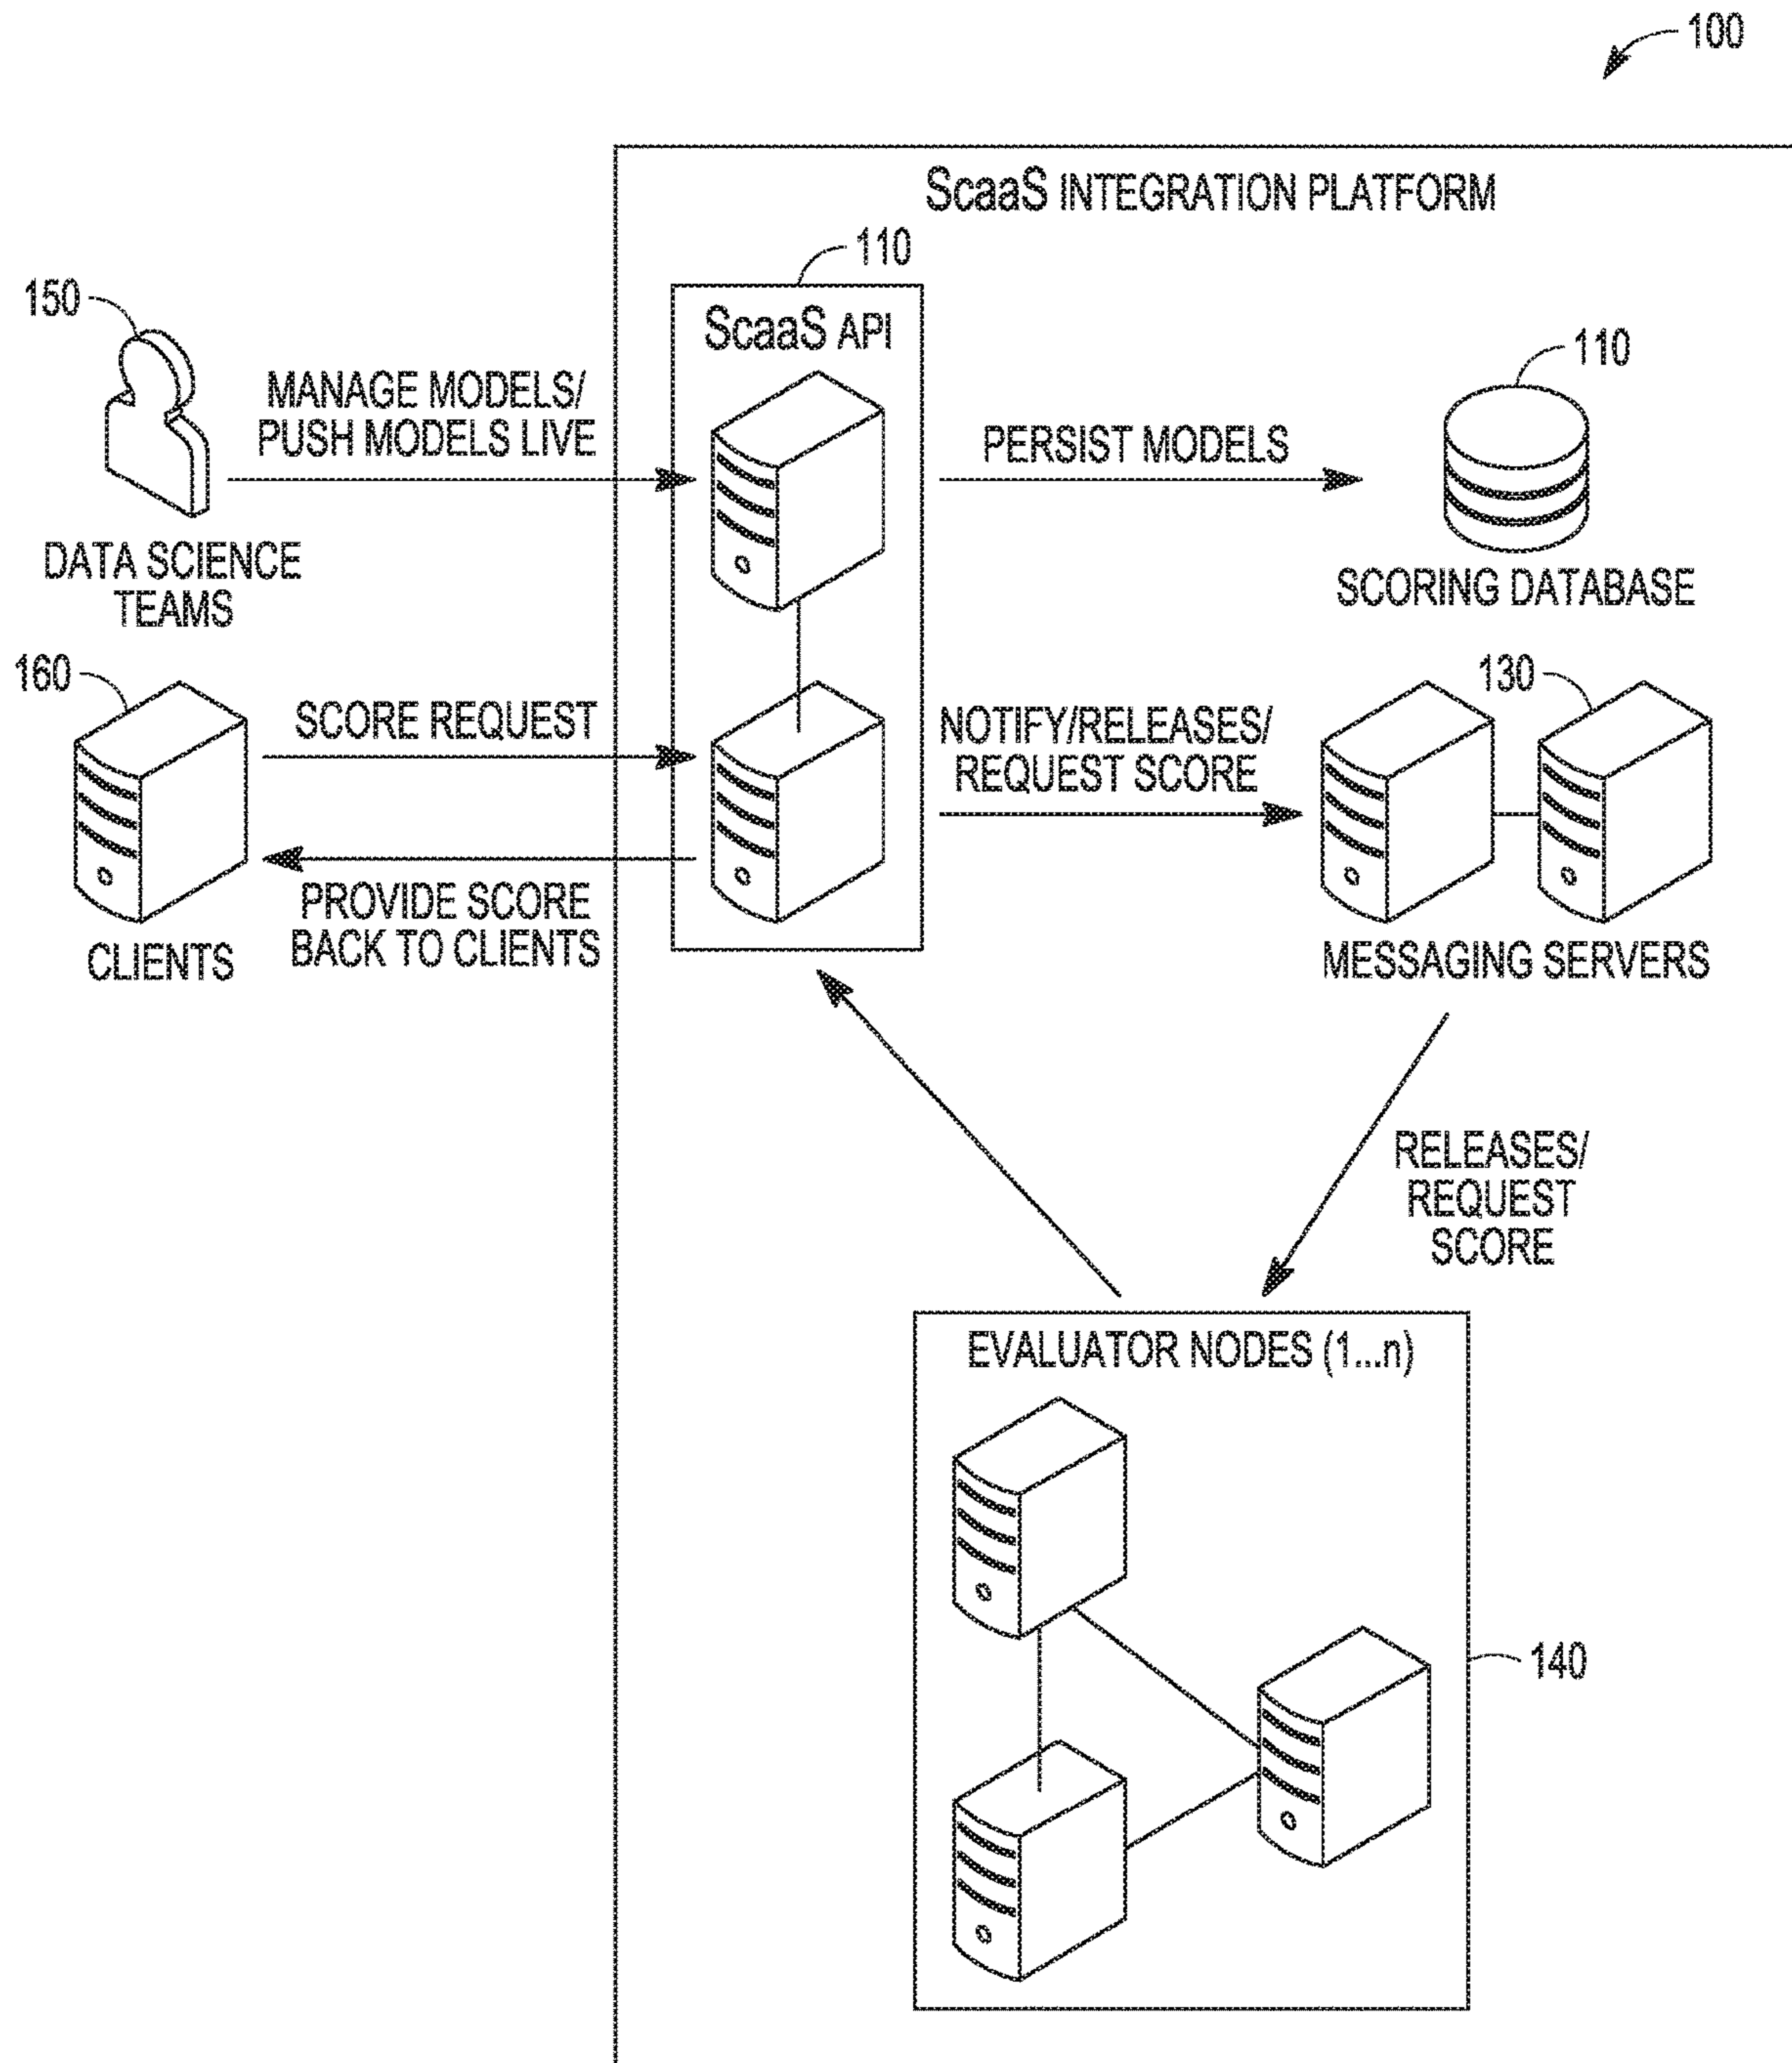 100
ScaaS INTEGRATION PLATFORM
110
ScaaS API
150
MANAGE MODELS/
PUSH MODELS LIVE
DATA SCIENCE
TEAMS
PERSIST MODELS
110
SCORING DATABASE
160
SCORE REQUEST
PROVIDE SCORE
BACK TO CLIENTS
CLIENTS
NOTIFY/RELEASES/
REQUEST SCORE
130
MESSAGING SERVERS
RELEASES/
REQUEST
SCORE
EVALUATOR NODES (1...n)
140